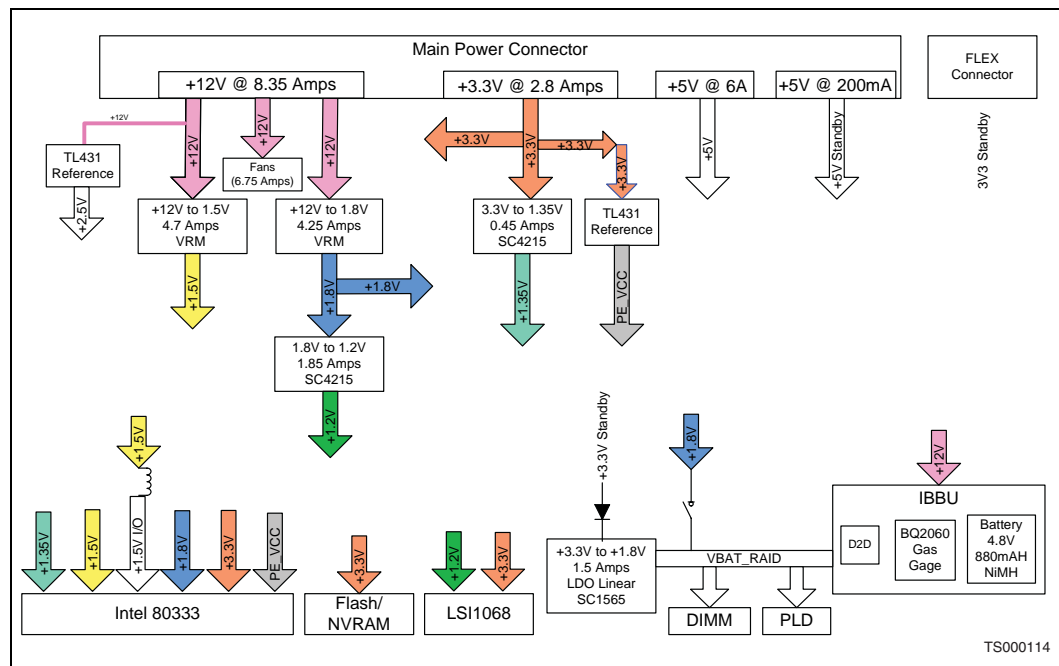 Main Power Connector
FLEX
Connector
+12V @ 8.35 Amps
+3.3V @ 2.8 Amps
+5V @ 6A
+5V @ 200mA
+12V
+12V
+12V
+12V
+3.3V
+3.3V
+3.3V
+3.3V
+5V
+5V Standby
3V3 Standby
TL431
Reference
Fans
(6.75 Amps)
+2.5V
+12V to 1.5V
4.7 Amps
VRM
+12V to 1.8V
4.25 Amps
VRM
3.3V to 1.35V
0.45 Amps
SC4215
TL431
Reference
+1.5V
+1.8V
+1.8V
+1.35V
PE_VCC
1.8V to 1.2V
1.85 Amps
SC4215
+1.2V
+1.5V
+3.3V Standby
+1.8V
+12V
+1.35V
+1.5V
+1.5V I/O
+1.8V
+3.3V
PE_VCC
+3.3V
+1.2V
+3.3V
+3.3V to +1.8V
1.5 Amps
LDO Linear
SC1565
VBAT_RAID
IBBU
D2D
BQ2060
Gas
Gage
Battery
4.8V
880mAH
NiMH
Intel 80333
Flash/
NVRAM
LSI1068
DIMM
PLD
TS000114